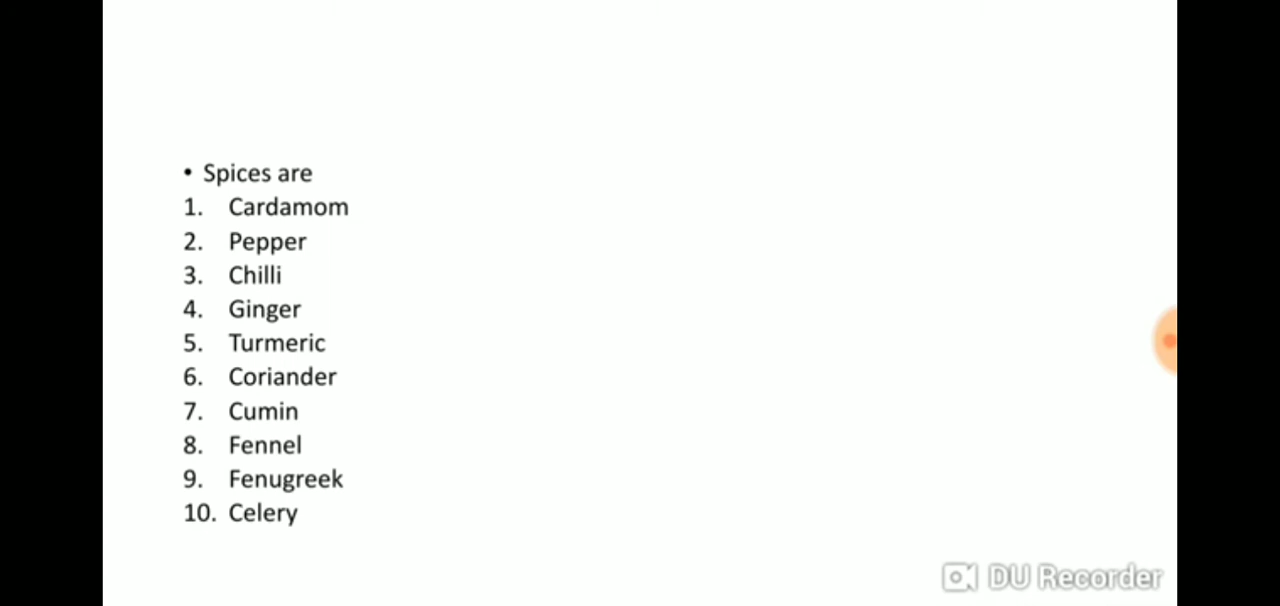 • Spices are
1. Cardamom
2. Pepper
3. Chilli
4. Ginger
5. Turmeric
6. Coriander
7. Cumin
8. Fennel
9. Fenugreek
10. Celery
DU Recorder